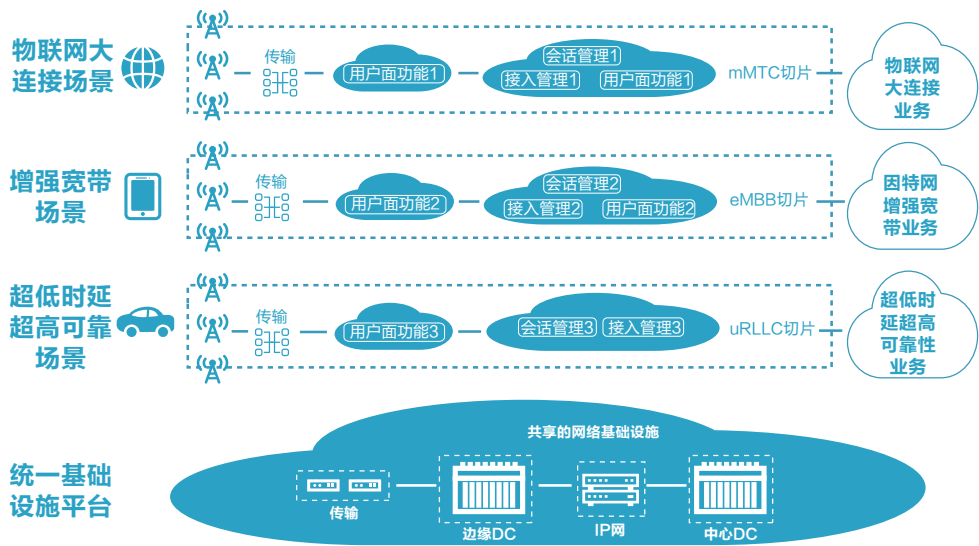 物联网大
连接场景
传输
用户面功能1
会话管理1
接入管理1
用户面功能1
mMTC切片
物联网
大连接
业务
增强宽带
场景
传输
用户面功能2
会话管理2
接入管理2
用户面功能2
eMBB切片
因特网
增强宽
带业务
超低时延
超高可靠
场景
传输
用户面功能3
会话管理3
接入管理3
uRLLC切片
超低时
延超高
可靠性
业务
统一基础
设施平台
共享的网络基础设施
传输
边缘DC
IP网
中心DC